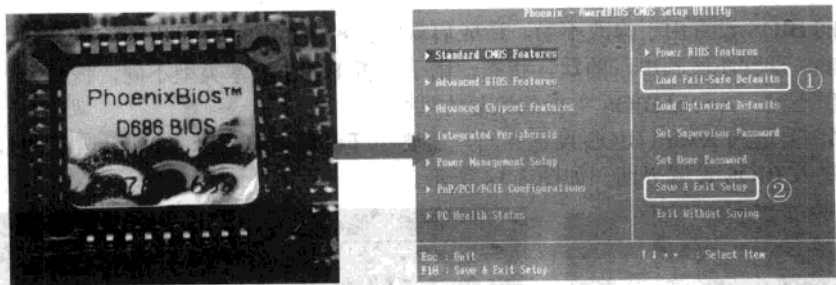 PhoenixBios™
D686 BIOS
Phoenix - AwardBIOS CMOS Setup Utility
▶ Standard CMOS Features
▶ Advanced BIOS Features
▶ Advanced Chipset Features
▶ Integrated Peripherals
▶ Power Management Setup
▶ PnP/PCI/PCIE Configurations
▶ PC Health Status
▶ Power BIOS Features
Load Fail-Safe Defaults ①
Load Optimized Defaults
Set Supervisor Password
Set User Password
Save & Exit Setup ②
Exit Without Saving
Esc : Quit
F10 : Save & Exit Setup
: Select Item